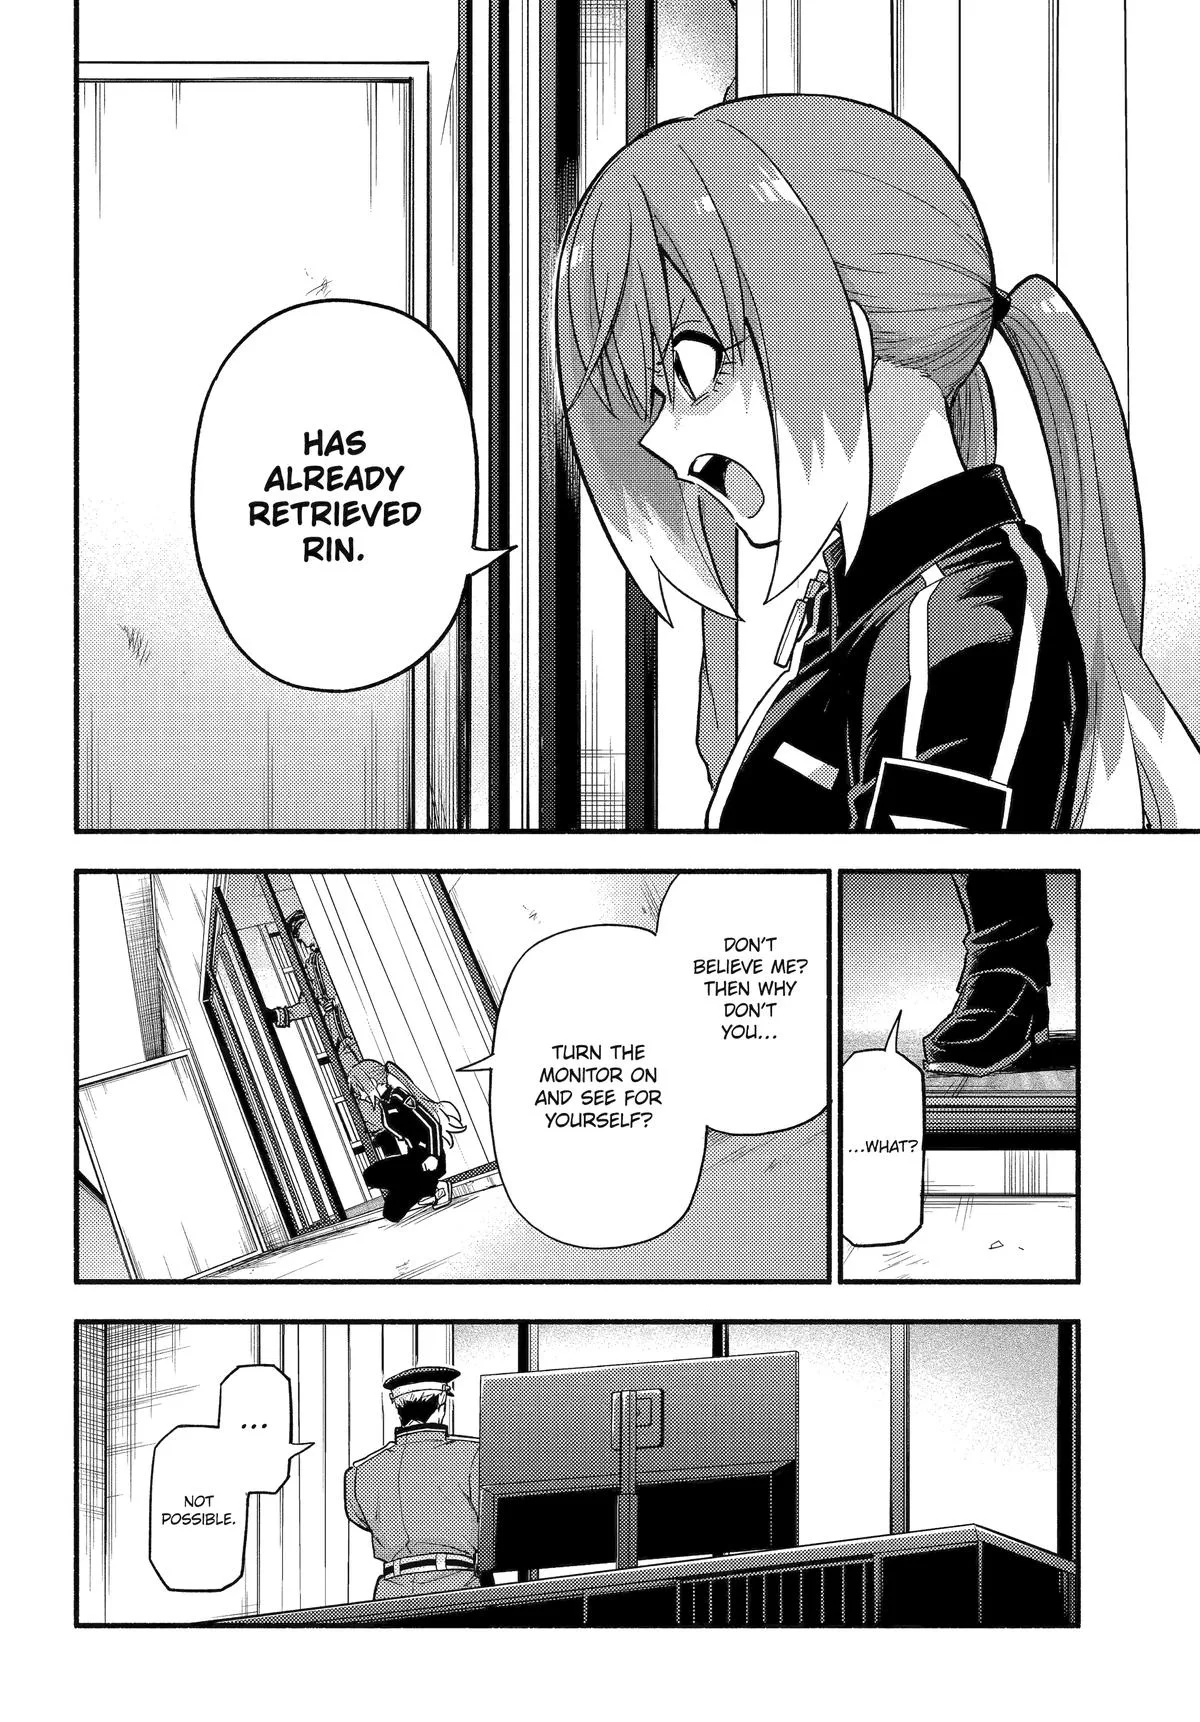 HAS
ALREADY
RETRIEVED
RIN.
...WHAT?
DON'T
BELIEVE ME?
THEN WHY
DON'T
YOU...
TURN THE
MONITOR ON
AND SEE FOR
YOURSELF?
...
NOT
POSSIBLE.